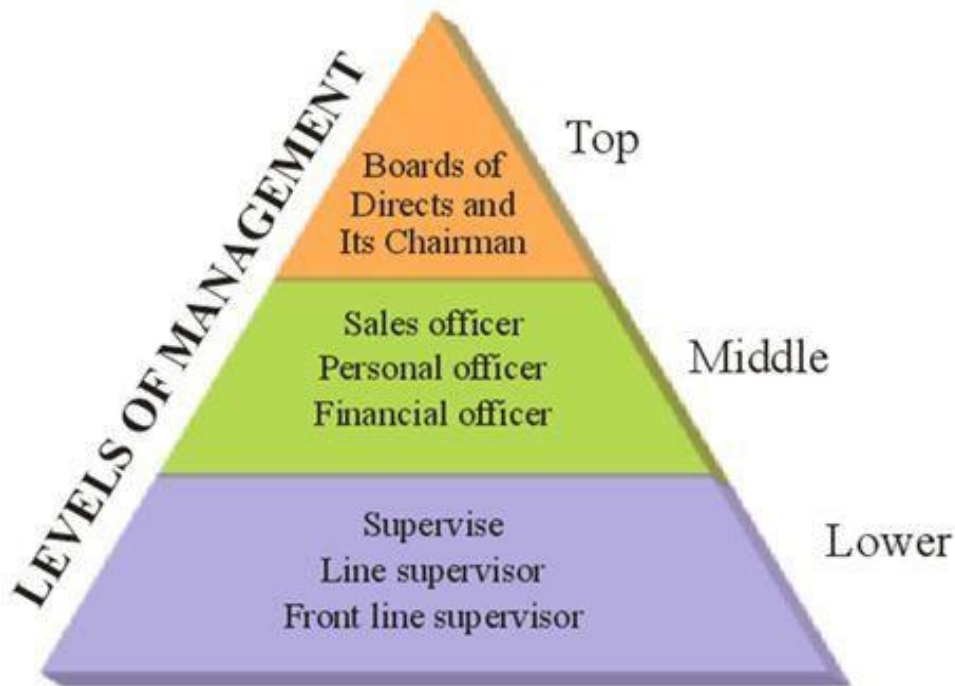 LEVELS OF MANAGEMENT
Top
Boards of
Directs and
Its Chairman
Middle
Sales officer
Personal officer
Financial officer
Lower
Supervise
Line supervisor
Front line supervisor